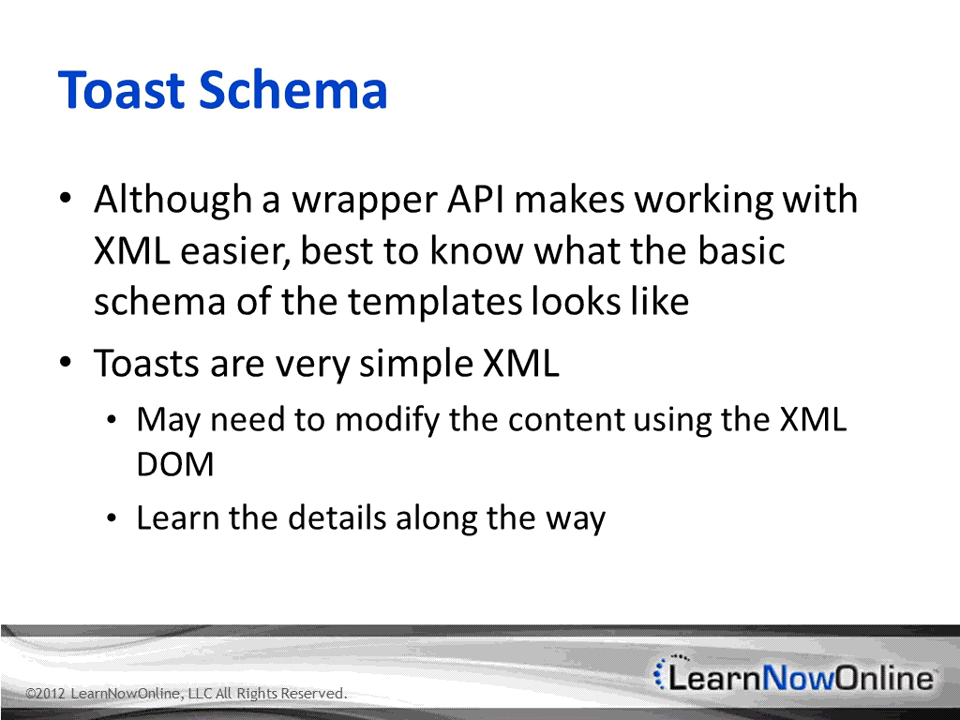 Toast Schema
• Although a wrapper API makes working with
XML easier, best to know what the basic
schema of the templates looks like
• Toasts are very simple XML
• May need to modify the content using the XML
DOM
• Learn the details along the way
©2012 LearnNowOnline, LLC All Rights Reserved.
LearnNowOnline